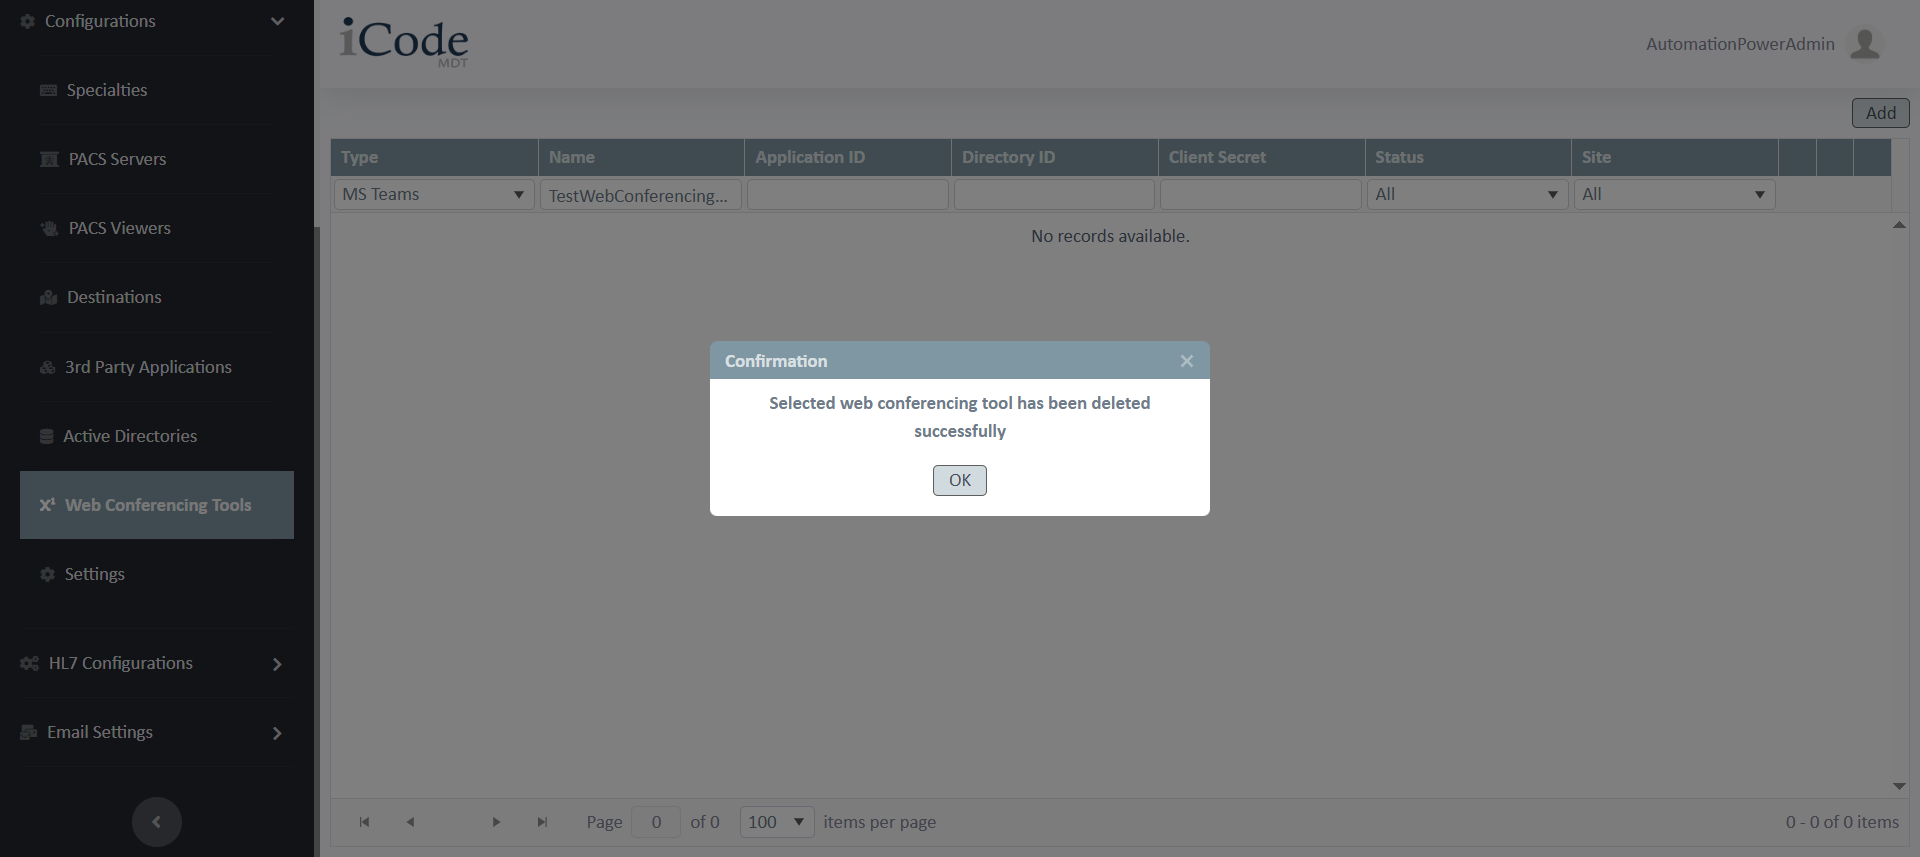 Configurations
Specialties
PACS Servers
PACS Viewers
Destinations
3rd Party Applications
Active Directories
Web Conferencing Tools
Settings
HL7 Configurations
Email Settings
iCode
MDT
AutomationPowerAdmin
Add
Type Name Application ID Directory ID Client Secret Status Site
MS Teams TestWebConferencing... All All
No records available.
Confirmation
Selected web conferencing tool has been deleted
successfully
OK
Page 0 of 0 100 items per page 0 - 0 of 0 items